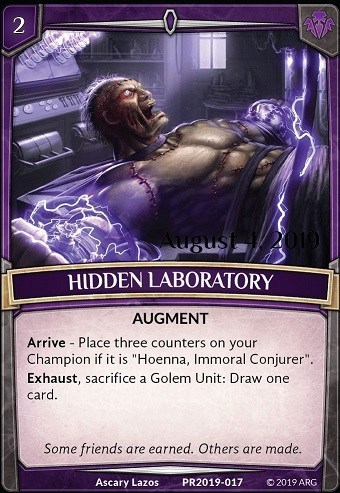 2
August 4, 2019
HIDDEN LABORATORY
AUGMENT
Arrive - Place three counters on your
Champion if it is "Hoenna, Immoral Conjurer".
Exhaust, sacrifice a Golem Unit: Draw one
card.
Some friends are earned. Others are made.
Ascary Lazos PR2019-017 © 2019 ARG